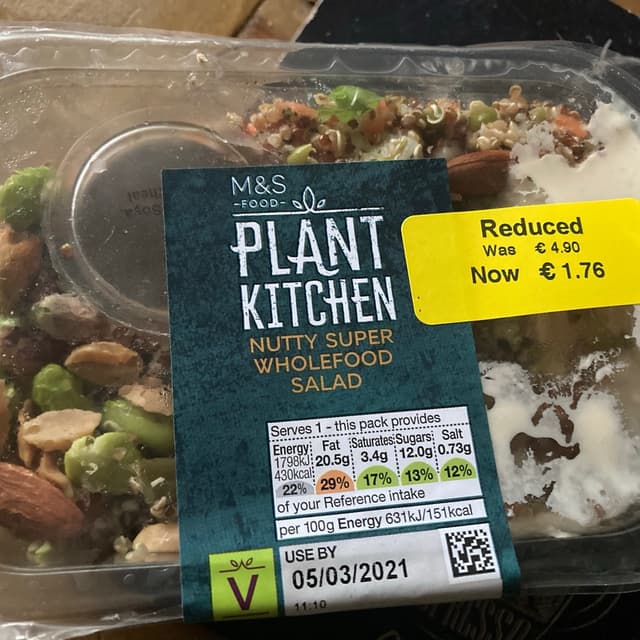 M&S
-FOOD-
PLANT
KITCHEN
NUTTY SUPER
WHOLEFOOD
SALAD
Reduced
Was € 4.90
Now € 1.76
Serves 1 - this pack provides
Energy Fat Saturates Sugars Salt
1798kJ 20.5g 3.4g 12.0g 0.73g
430kcal
22% 29% 17% 13% 12%
of your Reference intake
per 100g Energy 631kJ/151kcal
V
USE BY
05/03/2021
11:10